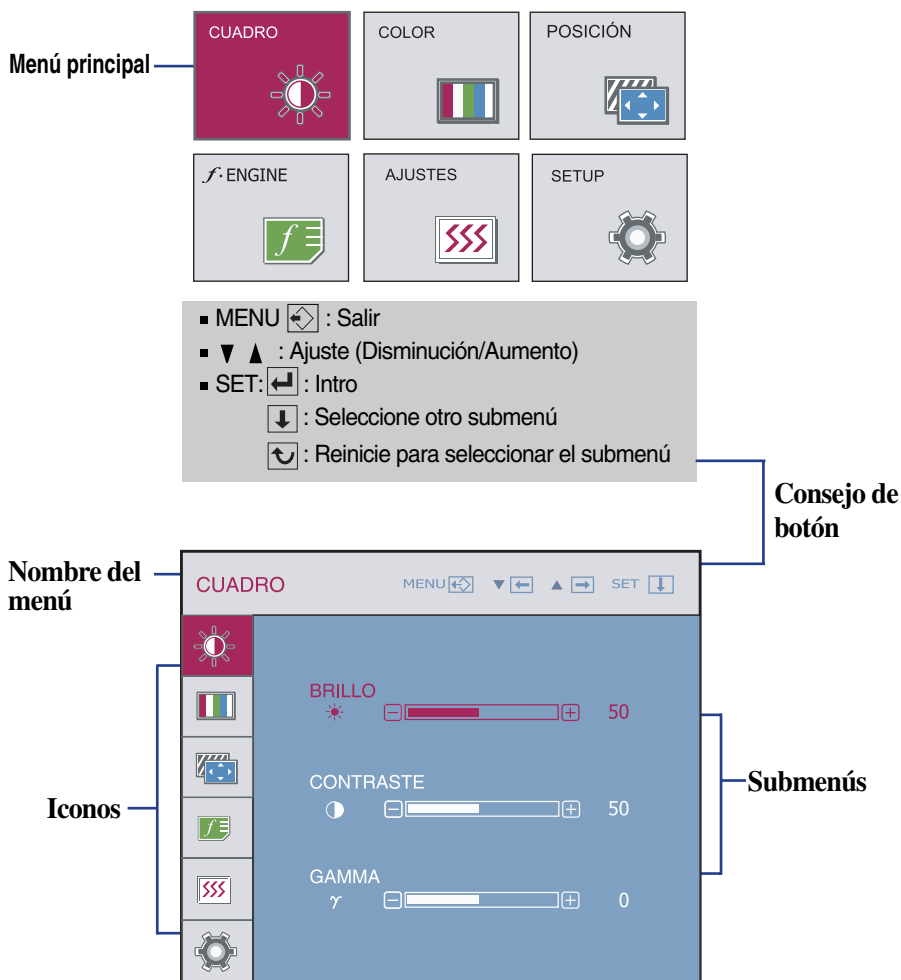 CUADRO
COLOR
POSICIÓN
Menú principal
f·ENGINE
AJUSTES
SETUP
f
■ MENU : Salir
■ ▼ ▲ : Ajuste (Disminución/Aumento)
■ SET: : Intro
: Seleccione otro submenú
: Reinicie para seleccionar el submenú
Consejo de
botón
Nombre del
menú
CUADRO MENU ▼ ▲ SET
BRILLO
50
CONTRASTE
50
Submenús
Iconos
f
GAMMA
γ 0